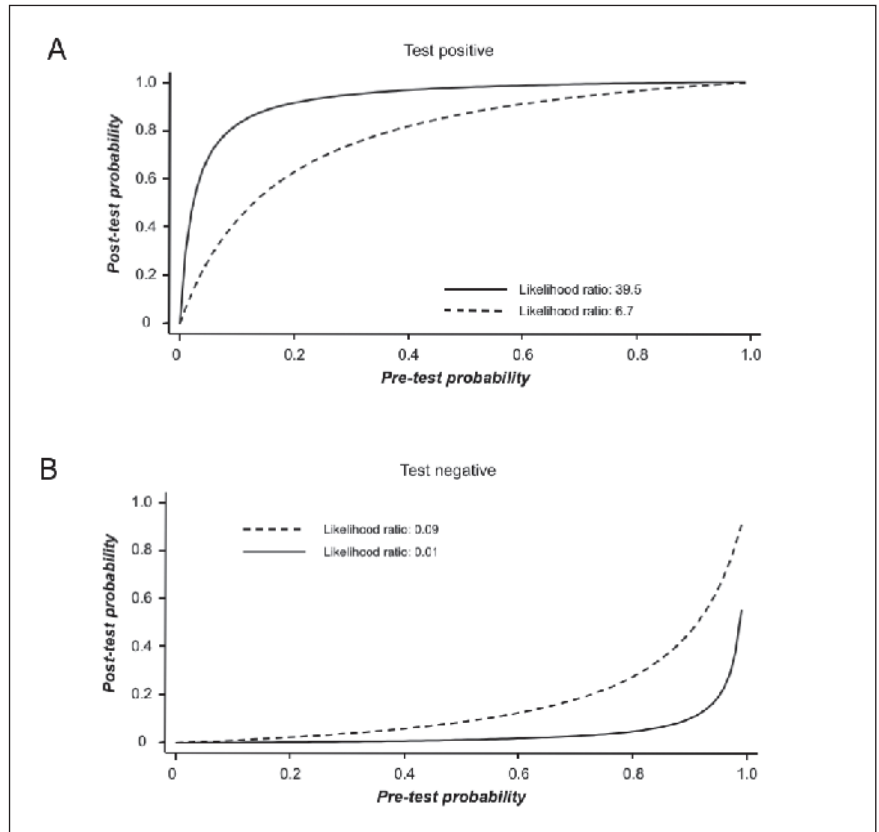 A
Test positive
Post-test probability
1.0
0.8
0.6
0.4
0.2
0
Likelihood ratio: 39.5
Likelihood ratio: 6.7
0 0.2 0.4 0.6 0.8 1.0
Pre-test probability
B
Test negative
Post-test probability
1.0
0.8
0.6
0.4
0.2
0
Likelihood ratio: 0.09
Likelihood ratio: 0.01
0 0.2 0.4 0.6 0.8 1.0
Pre-test probability